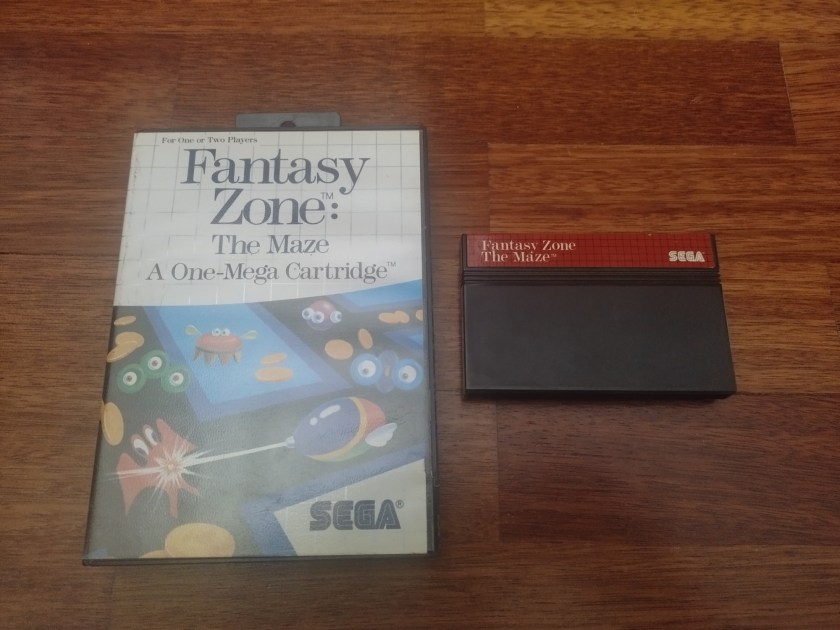 For One or Two Players
Fantasy
Zone™:
The Maze
A One-Mega Cartridge™
SEGA®
Fantasy Zone
The Maze™
SEGA